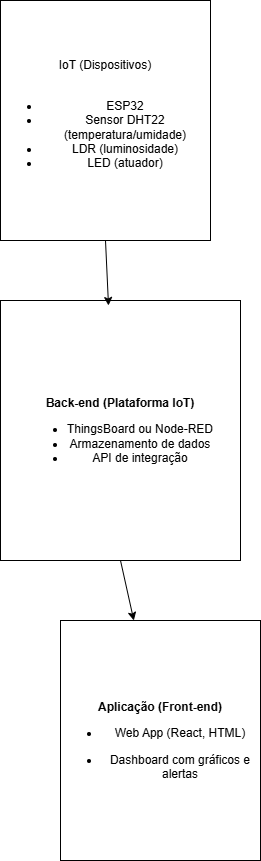 IoT (Dispositivos)
• ESP32
• Sensor DHT22
(temperatura/umidade)
• LDR (luminosidade)
• LED (atuador)
Back-end (Plataforma IoT)
• ThingsBoard ou Node-RED
• Armazenamento de dados
• API de integração
Aplicação (Front-end)
• Web App (React, HTML)
• Dashboard com gráficos e
alertas